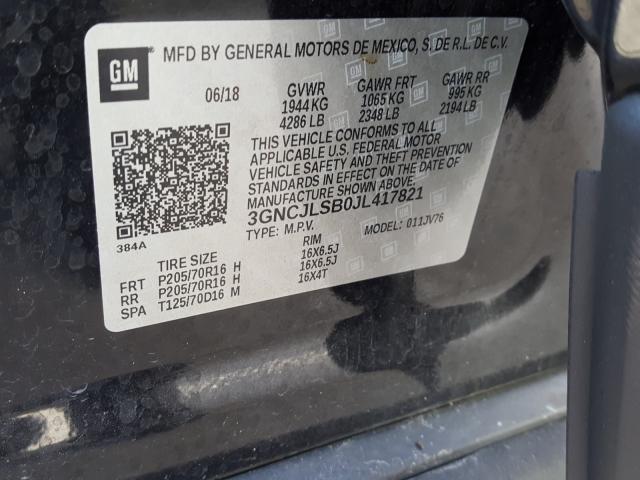 GM
MFD BY GENERAL MOTORS DE MEXICO, S. DE R.L. DE C.V.
06/18 GVWR GAWR FRT GAWR RR
1944 KG 1065 KG 995 KG
4286 LB 2348 LB 2194 LB
THIS VEHICLE CONFORMS TO ALL
APPLICABLE U.S. FEDERAL MOTOR
VEHICLE SAFETY AND THEFT PREVENTION
STANDARDS IN EFFECT ON THE DATE OF
MANUFACTURE SHOWN ABOVE.
3GNCJLSB0JL417821
384A
TYPE: M.P.V. MODEL: 011JV76
TIRE SIZE RIM
FRT P205/70R16 H 16X6.5J
RR P205/70R16 H 16X6.5J
SPA T125/70D16 M 16X4T